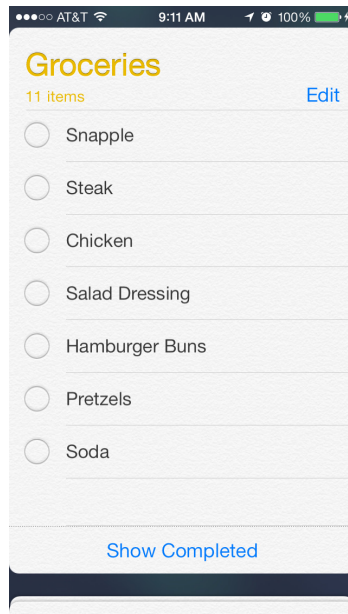 AT&T 9:11 AM 100%
Groceries
11 items Edit
Snapple
Steak
Chicken
Salad Dressing
Hamburger Buns
Pretzels
Soda
Show Completed